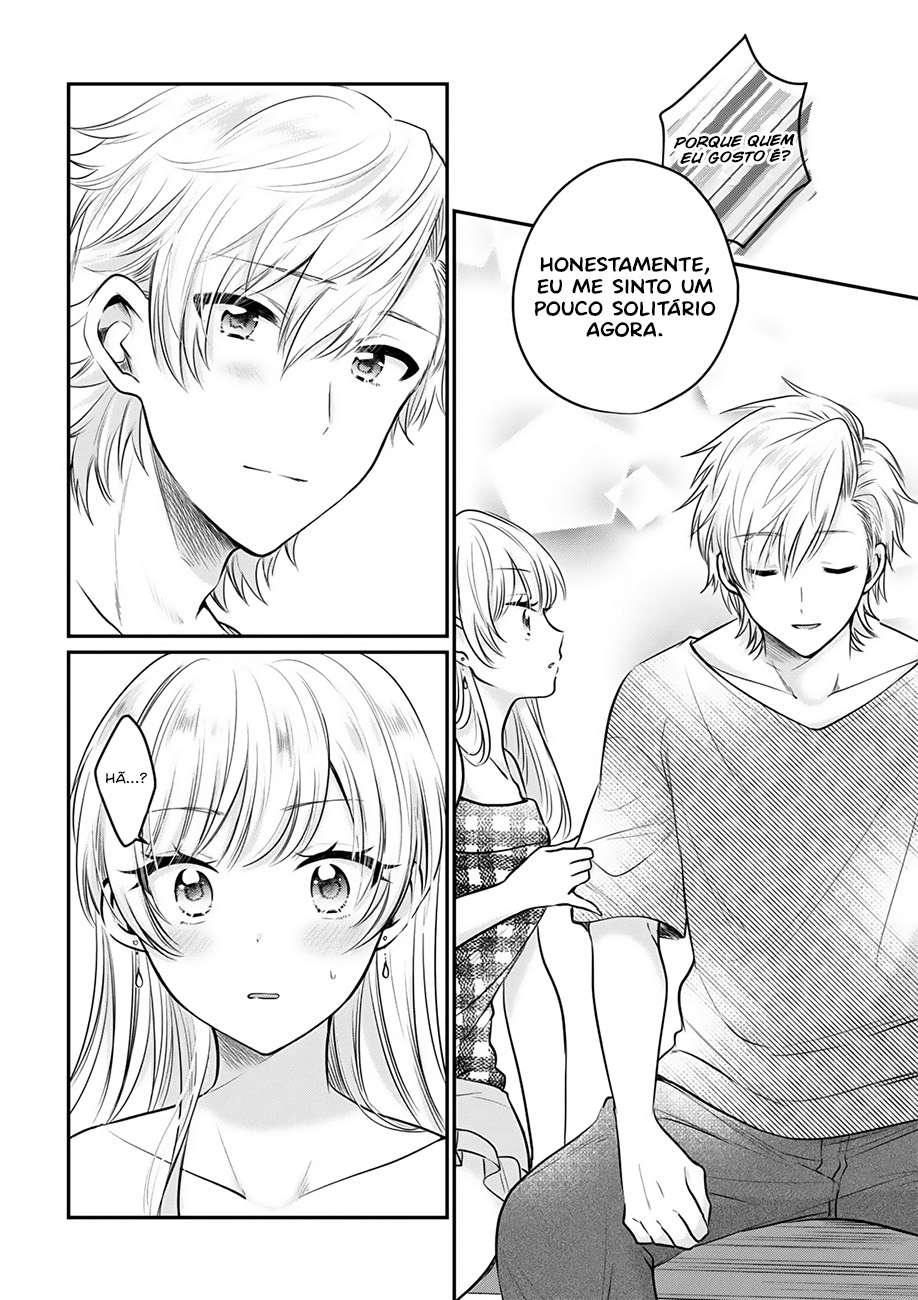 PORQUE QUEM
EU GOSTO É?
HONESTAMENTE,
EU ME SINTO UM
POUCO SOLITÁRIO
AGORA.
HÃ...?